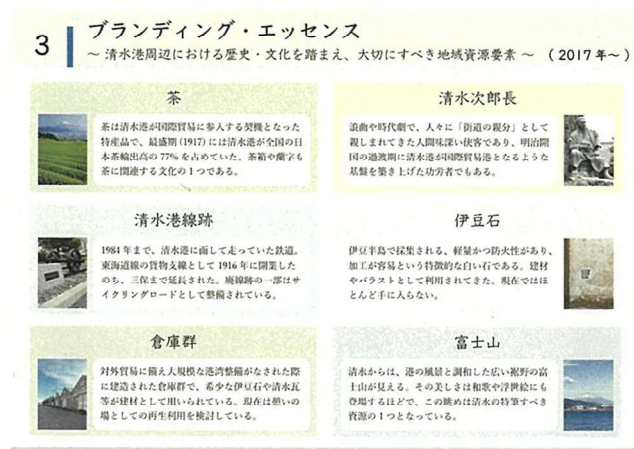 3
ブランディング・エッセンス
~ 清水港周辺における歴史・文化を踏まえ、大切にすべき地域資源要素 ~ (2017年~)
茶
茶は清水港が国際貿易に参入する契機となった
特産品で、最盛期(1917)には清水港が全国の日
本茶輸出高の77%を占めていた。茶箱や蘭字も
茶に関連する文化の1つである。
清水次郎長
浪曲や時代劇で、人々に「街道の親分」として
親しまれてきた人間味深い侠客であり、明治開
国の過渡期に清水港が国際貿易港となるような
基盤を築き上げた功労者でもある。
清水港線跡
1984年まで、清水港に面して走っていた鉄道。
東海道線の貨物支線として1916年に開業した
のち、三保まで延長された。廃線跡の一部はサ
イクリングロードとして整備されている。
伊豆石
伊豆半島で採集される、軽量かつ防火性があり、
加工が容易という特徴的な白い石である。建材
やバラストとして利用されてきた。現在ではほ
とんど手に入らない。
倉庫群
対外貿易に備え大規模な港湾整備がなされた際
に建造された倉庫群で、希少な伊豆石や清水瓦
等が建材として用いられている。現在は憩いの
場としての再生利用を検討している。
富士山
清水からは、港の風景と調和した広い裾野の富
士山が見える。その美しさは和歌や浮世絵にも
登場するほどで、この眺めは清水の特筆すべき
資源の1つとなっている。